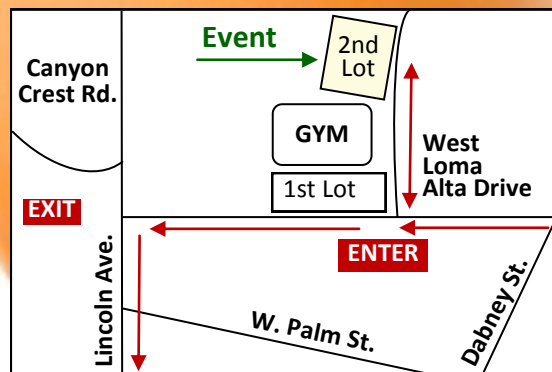 Event
2nd
Lot
Canyon
Crest Rd.
GYM
West
Loma
Alta Drive
1st Lot
EXIT
ENTER
Lincoln Ave.
W. Palm St.
Dabney St.